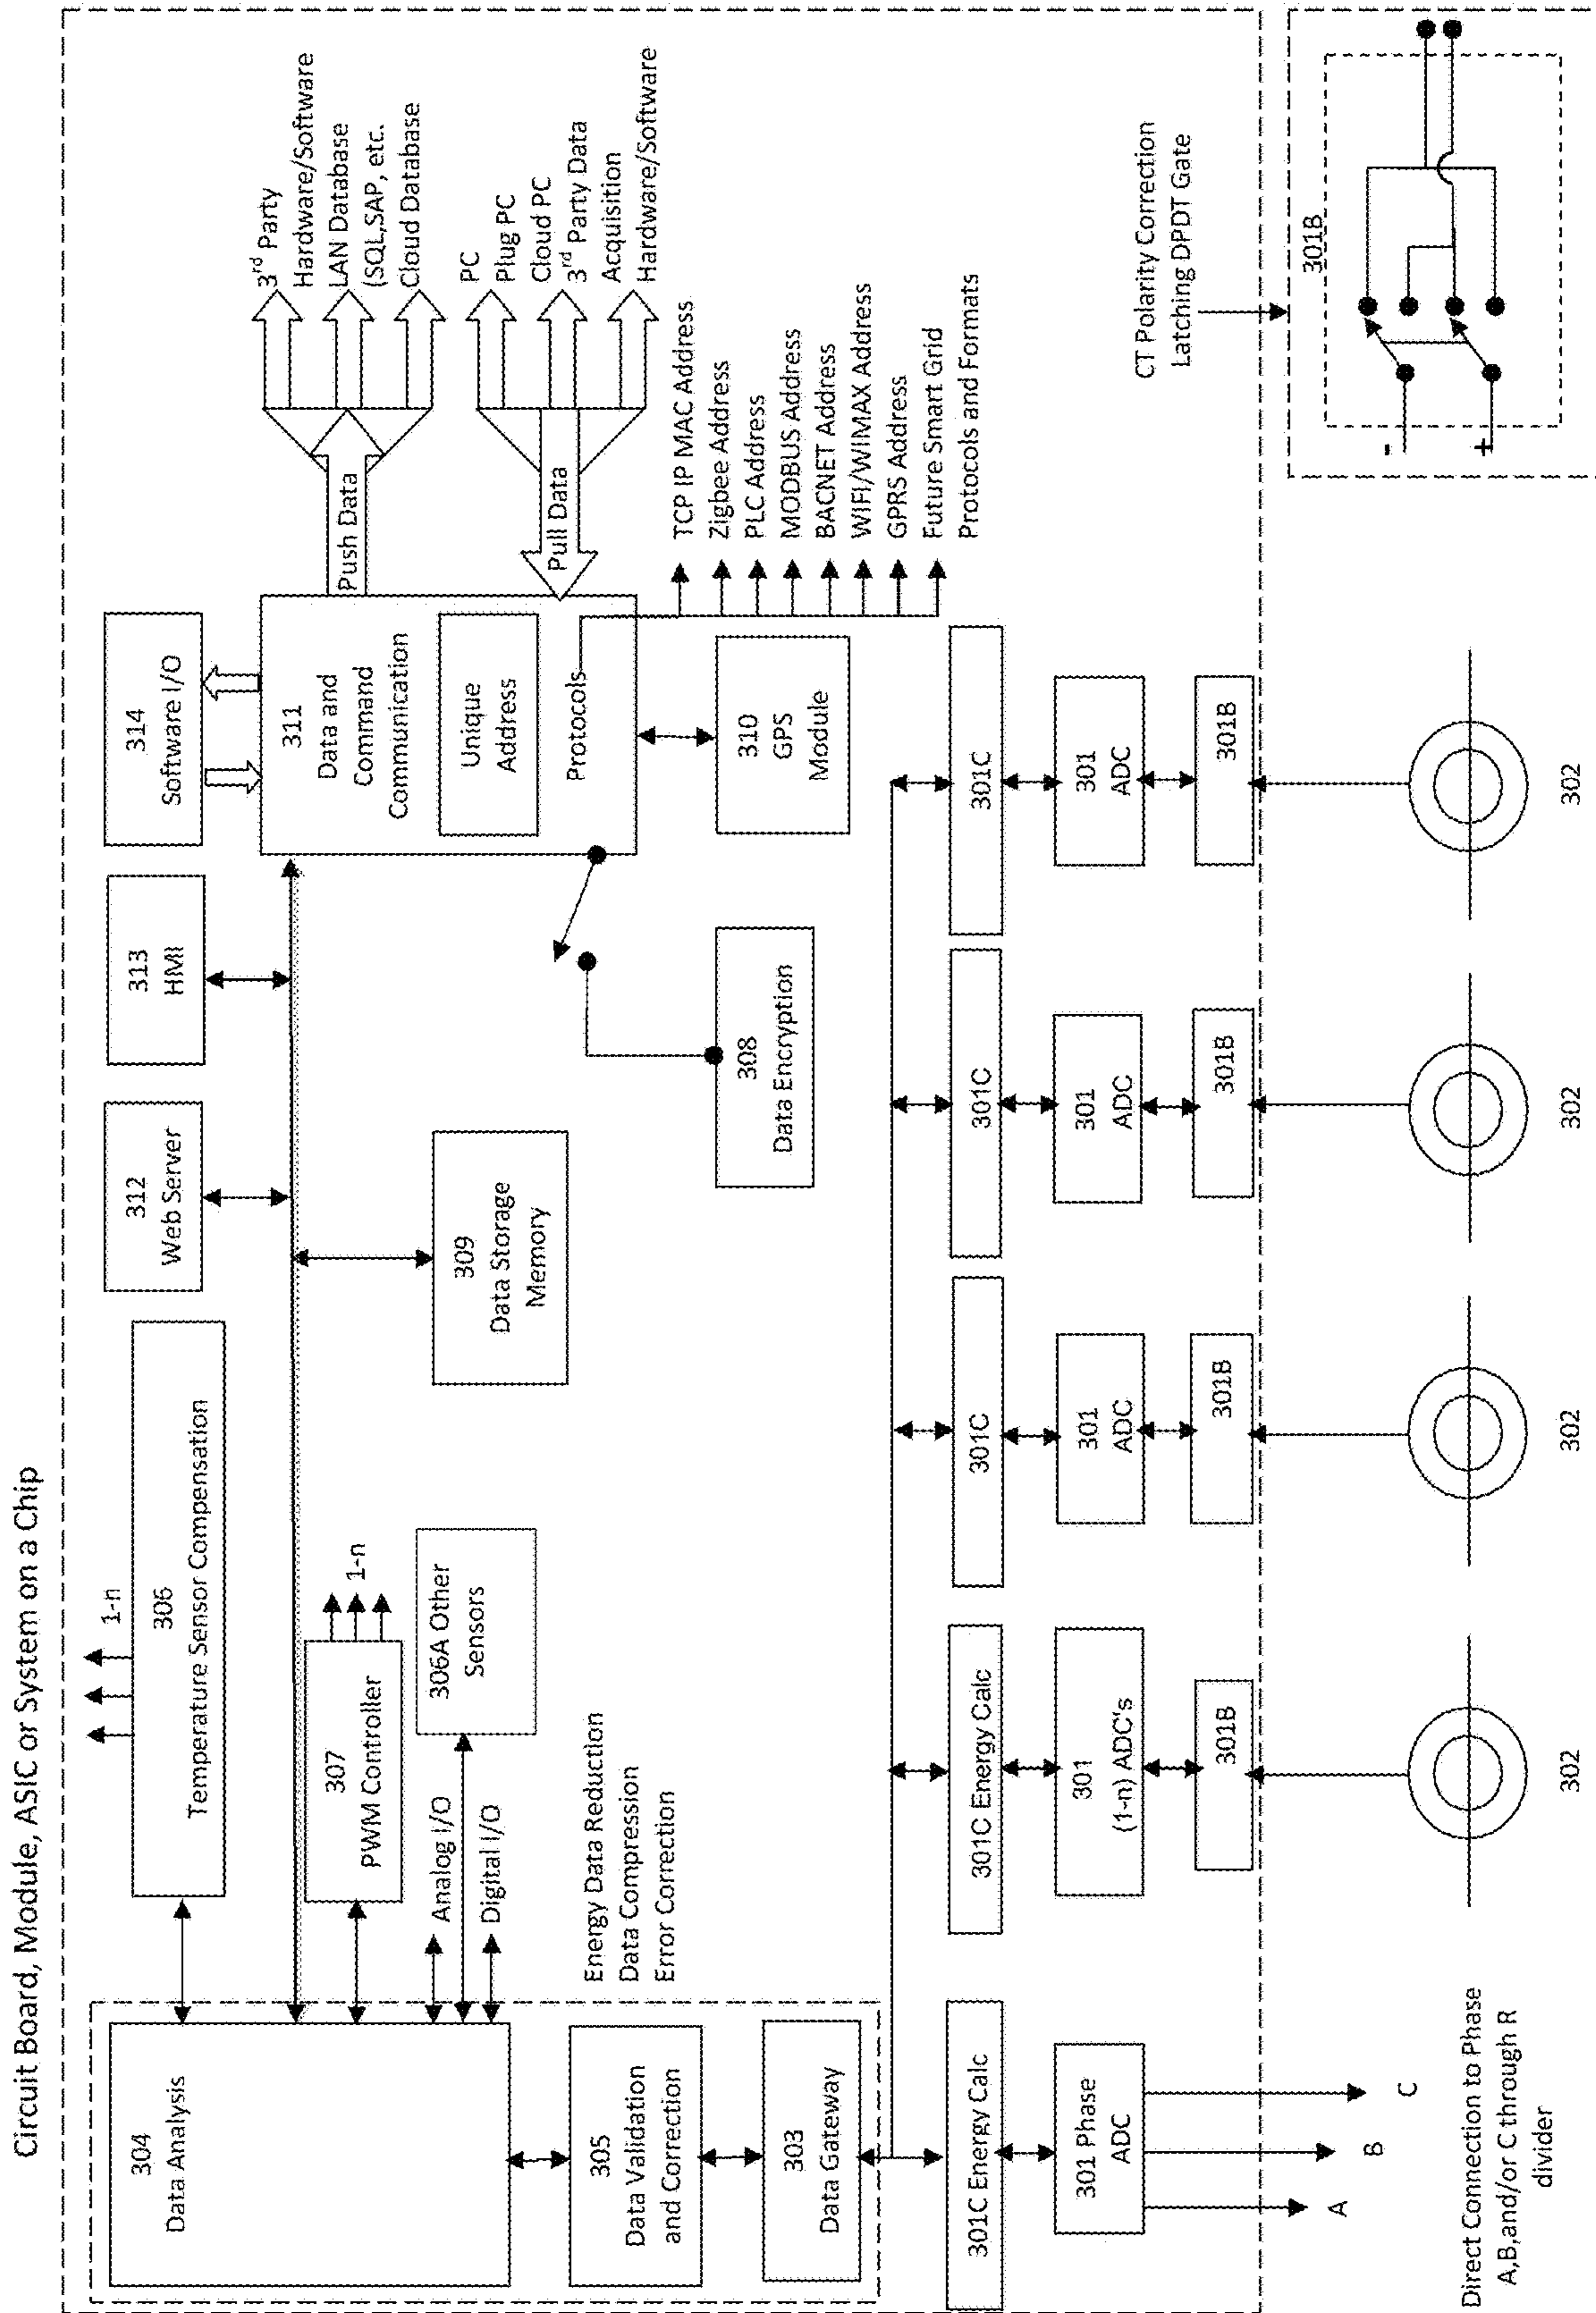 Circuit Board, Module, ASIC or System on a Chip
304
Data Analysis
305
Data Validation
and Correction
303
Data Gateway
1-n
306
Temperature Sensor Compensation
307
PWM Controller
1-n
Analog I/O
Digital I/O
306A Other
Sensors
Energy Data Reduction
Data Compression
Error Correction
312
Web Server
313
HMI
314
Software I/O
309
Data Storage
Memory
308
Data Encryption
311
Data and
Command
Communication
Unique
Address
Protocols
310
GPS
Module
Push Data
Pull Data
3rd Party
Hardware/Software
LAN Database
(SQL,SAP, etc.
Cloud Database
PC
Plug PC
Cloud PC
3rd Party Data
Acquisition
Hardware/Software
TCP IP MAC Address
Zigbee Address
PLC Address
MODBUS Address
BACNET Address
WIFI/WIMAX Address
GPRS Address
Future Smart Grid
Protocols and Formats
301C Energy Calc
301C Energy Calc
301C
301C
301C
301 Phase
ADC
301
(1-n) ADC's
301
ADC
301
ADC
301
ADC
301B
301B
301B
301B
A
B
C
Direct Connection to Phase
A,B,and/or C through R
divider
302
302
302
302
CT Polarity Correction
Latching DPDT Gate
301B
-
+